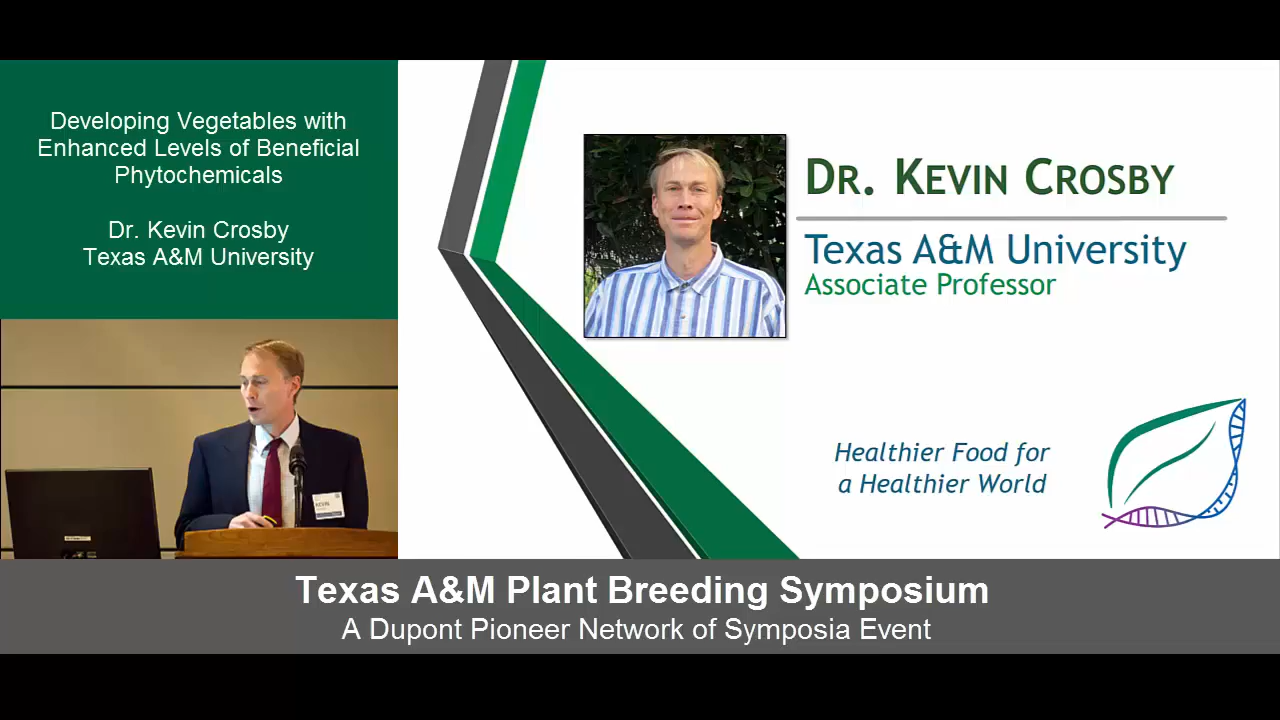 Developing Vegetables with
Enhanced Levels of Beneficial
Phytochemicals
Dr. Kevin Crosby
Texas A&M University
DR. KEVIN CROSBY
Texas A&M University
Associate Professor
Healthier Food for
a Healthier World
KEVIN
Texas A&M Plant Breeding Symposium
A Dupont Pioneer Network of Symposia Event